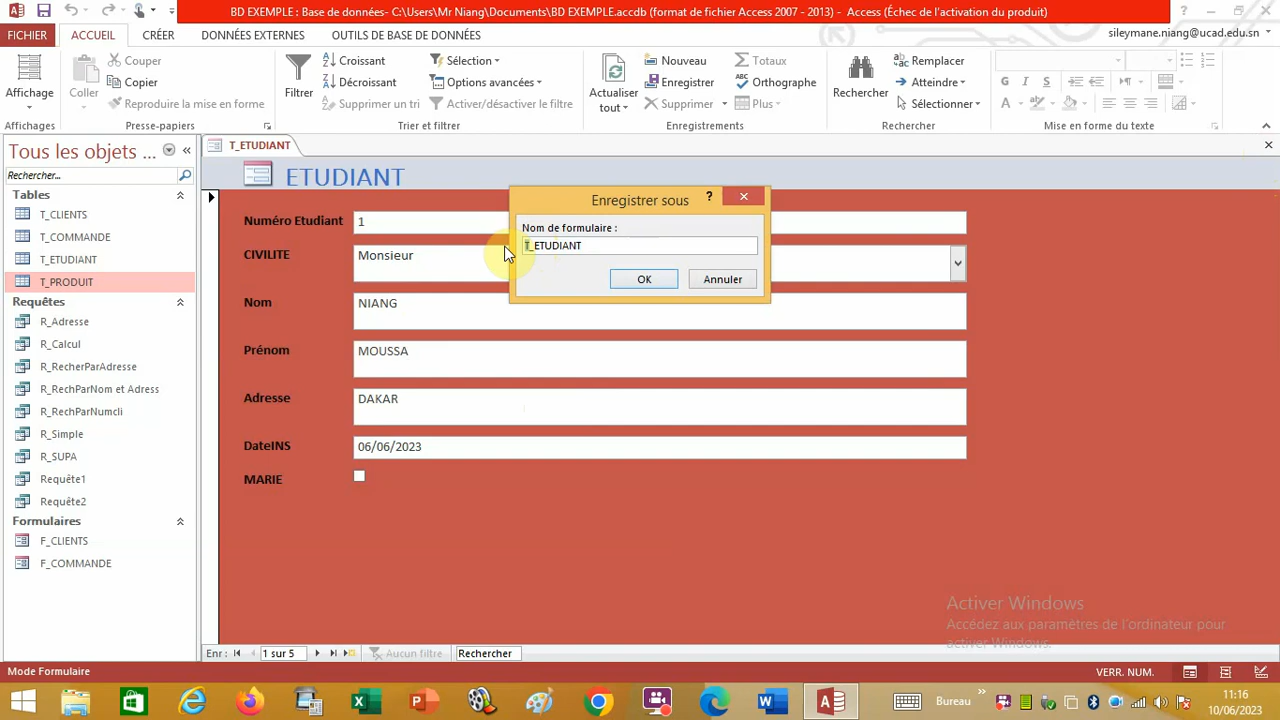 BD EXEMPLE : Base de données- C:\Users\Mr Niang\Documents\BD EXEMPLE.accdb (format de fichier Access 2007 - 2013) - Access (Échec de l'activation du produit)
FICHIER ACCUEIL CRÉER DONNÉES EXTERNES OUTILS DE BASE DE DONNÉES
sileymane.niang@ucad.edu.sn
Affichage
Coller
Couper
Copier
Reproduire la mise en forme
Filtrer
Croissant
Décroissant
Supprimer un tri
Sélection
Options avancées
Activer/désactiver le filtre
Actualiser
tout
Nouveau
Enregistrer
Supprimer
Totaux
Orthographe
Plus
Rechercher
Remplacer
Atteindre
Sélectionner
G I S
Affichages Presse-papiers Trier et filtrer Enregistrements Rechercher Mise en forme du texte
Tous les objets ...
Rechercher...
Tables
T_CLIENTS
T_COMMANDE
T_ETUDIANT
T_PRODUIT
Requêtes
R_Adresse
R_Calcul
R_RecherParAdresse
R_RechParNom et Adress
R_RechParNumcli
R_Simple
R_SUPA
Requête1
Requête2
Formulaires
F_CLIENTS
F_COMMANDE
T_ETUDIANT
ETUDIANT
Numéro Etudiant 1
CIVILITE Monsieur
Nom NIANG
Prénom MOUSSA
Adresse DAKAR
DateINS 06/06/2023
MARIE
Enregistrer sous
Nom de formulaire :
T_ETUDIANT
OK Annuler
Activer Windows
Accédez aux paramètres de l'ordinateur pour
activer Windows.
Enr : 1 sur 5 Aucun filtre Rechercher
Mode Formulaire VERR. NUM.
Bureau
11:16
10/06/2023